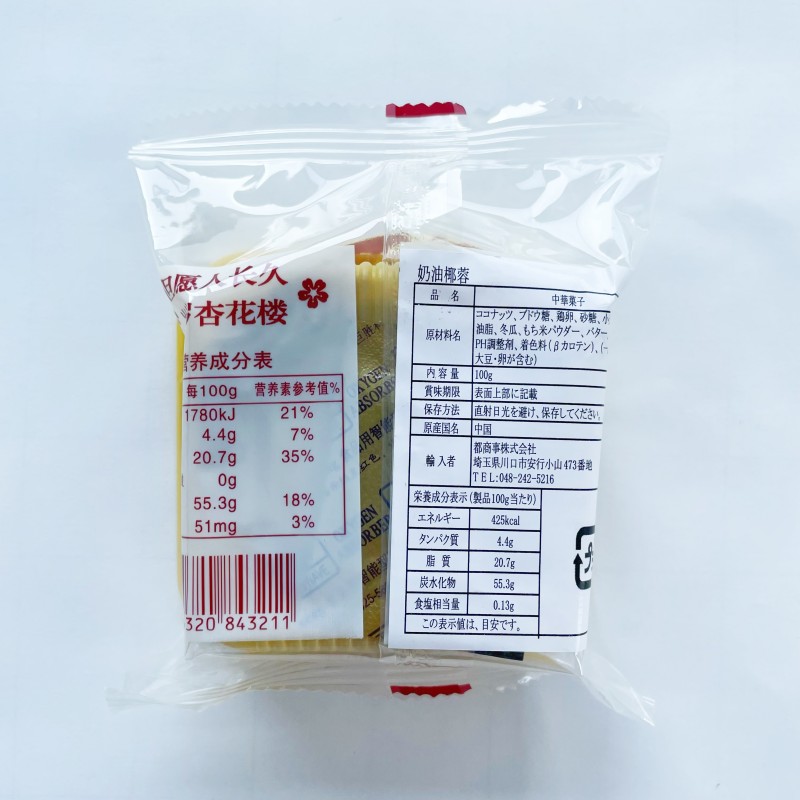 愿人长久
杏花楼
营养成分表
每100g 营养素参考值%
1780kJ 21%
4.4g 7%
20.7g 35%
0g
55.3g 18%
51mg 3%
320 843211
奶油椰蓉
品名 中華菓子
原材料名 ココナッツ、ブドウ糖、鶏卵、砂糖、小
油脂、冬瓜、もち米パウダー、バター
PH調整剤、着色料(βカロテン)、(一
大豆・卵が含む)
内容量 100g
賞味期限 表面上部に記載
保存方法 直射日光を避け、保存してください。
原産国名 中国
輸入者 都商事株式会社
埼玉県川口市安行小山473番地
TEL:048-242-5216
栄養成分表示(製品100g当たり)
エネルギー 425kcal
タンパク質 4.4g
脂質 20.7g
炭水化物 55.3g
食塩相当量 0.13g
この表示値は、目安です。